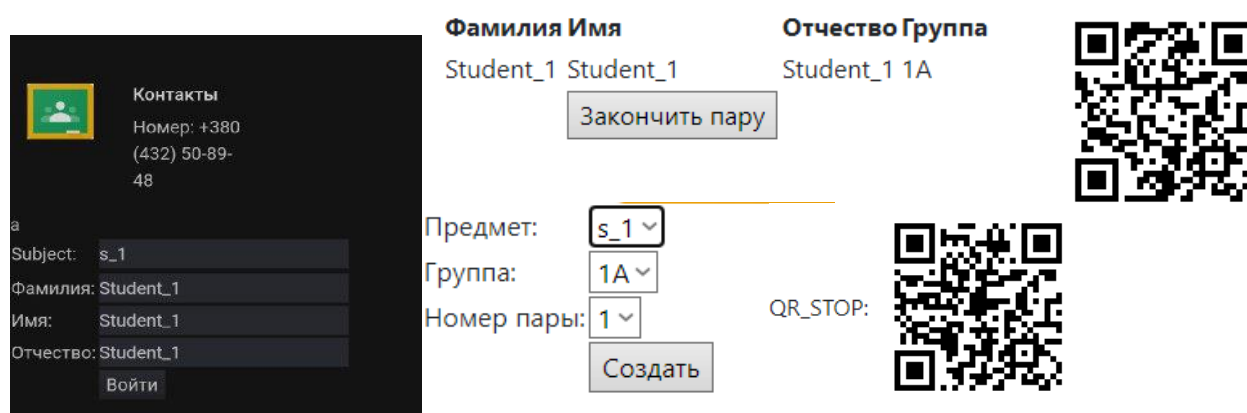 Контакты
Номер: +380
(432) 50-89-
48
a
Subject: s_1
Фамилия: Student_1
Имя: Student_1
Отчество: Student_1
Войти
Фамилия Имя Отчество Группа
Student_1 Student_1 Student_1 1A
Закончить пару
Предмет: s_1
Группа: 1A
Номер пары: 1
Создать
QR_STOP: